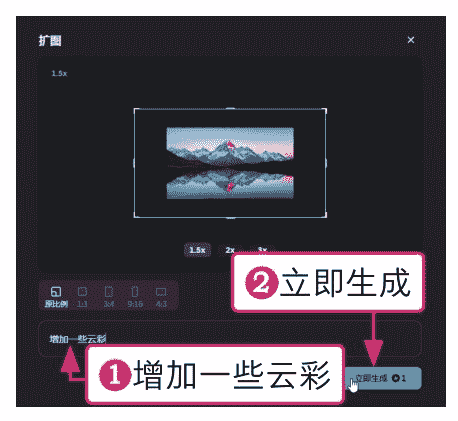 扩图
×
1.5x
1.5x 2x 3x
原比例 1:1 3:4 9:16 4:3
❷立即生成
增加一些云彩
❶增加一些云彩
立即生成 1